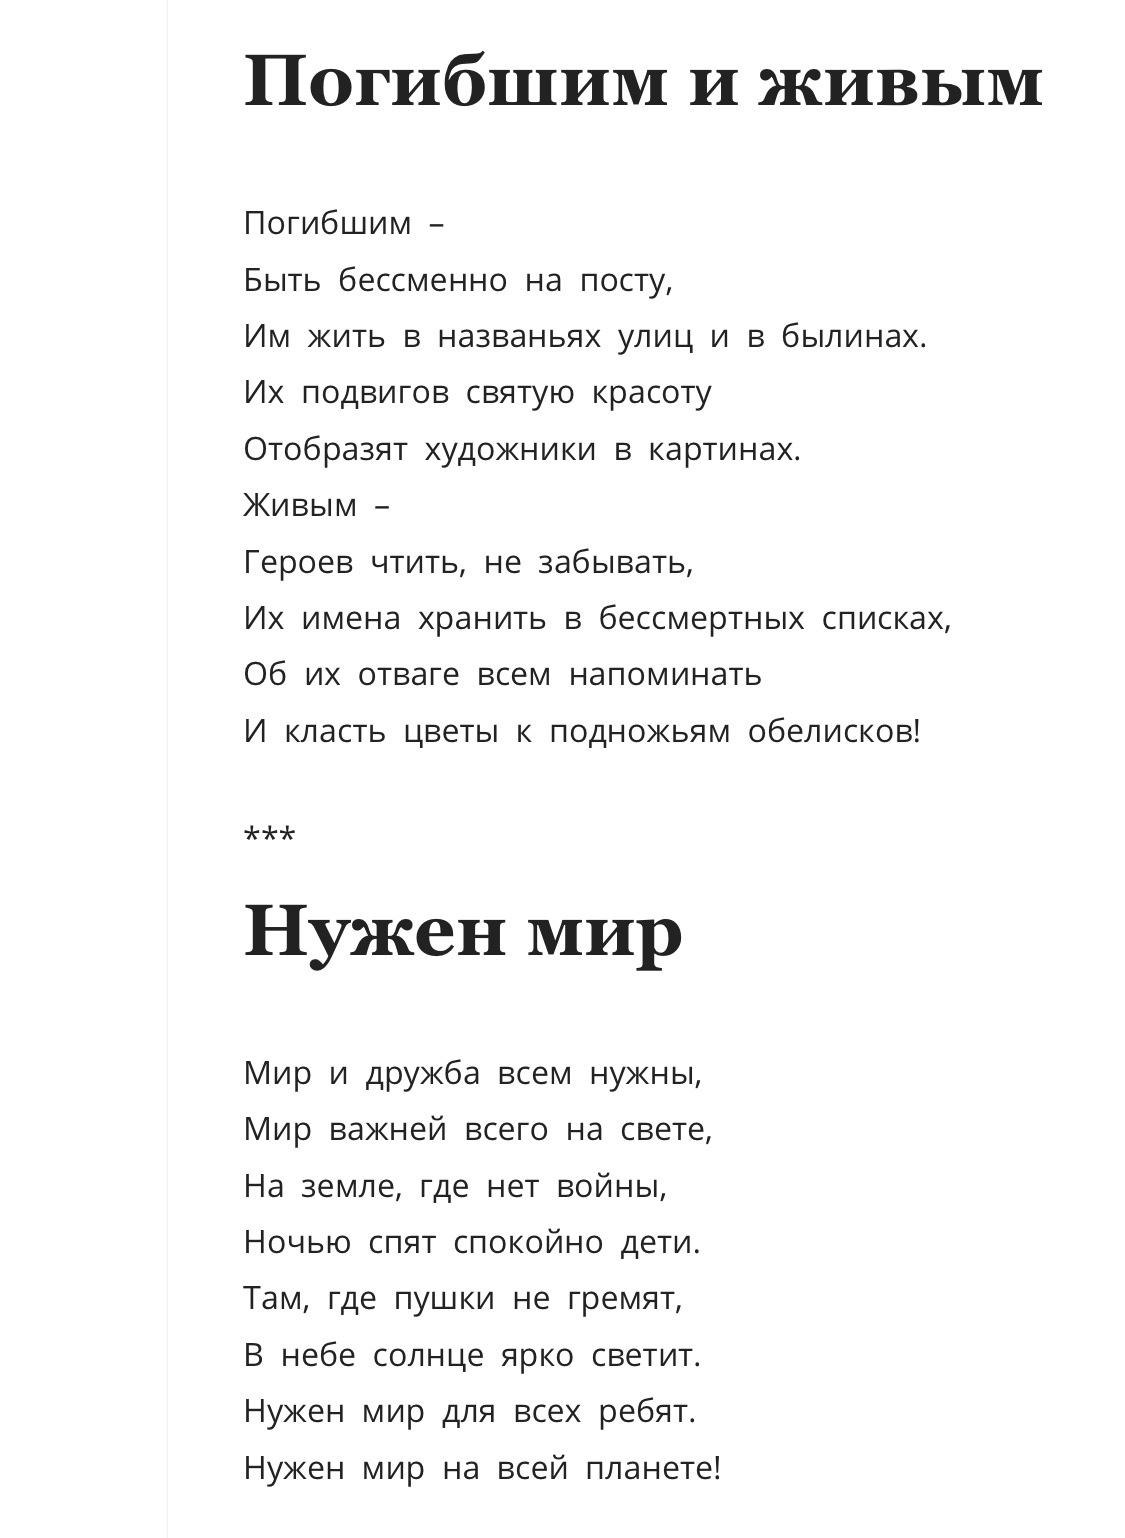 Погибшим и живым
Погибшим –
Быть бессменно на посту,
Им жить в названьях улиц и в былинах.
Их подвигов святую красоту
Отобразят художники в картинах.
Живым –
Героев чтить, не забывать,
Их имена хранить в бессмертных списках,
Об их отваге всем напоминать
И класть цветы к подножьям обелисков!
***
Нужен мир
Мир и дружба всем нужны,
Мир важней всего на свете,
На земле, где нет войны,
Ночью спят спокойно дети.
Там, где пушки не гремят,
В небе солнце ярко светит.
Нужен мир для всех ребят.
Нужен мир на всей планете!